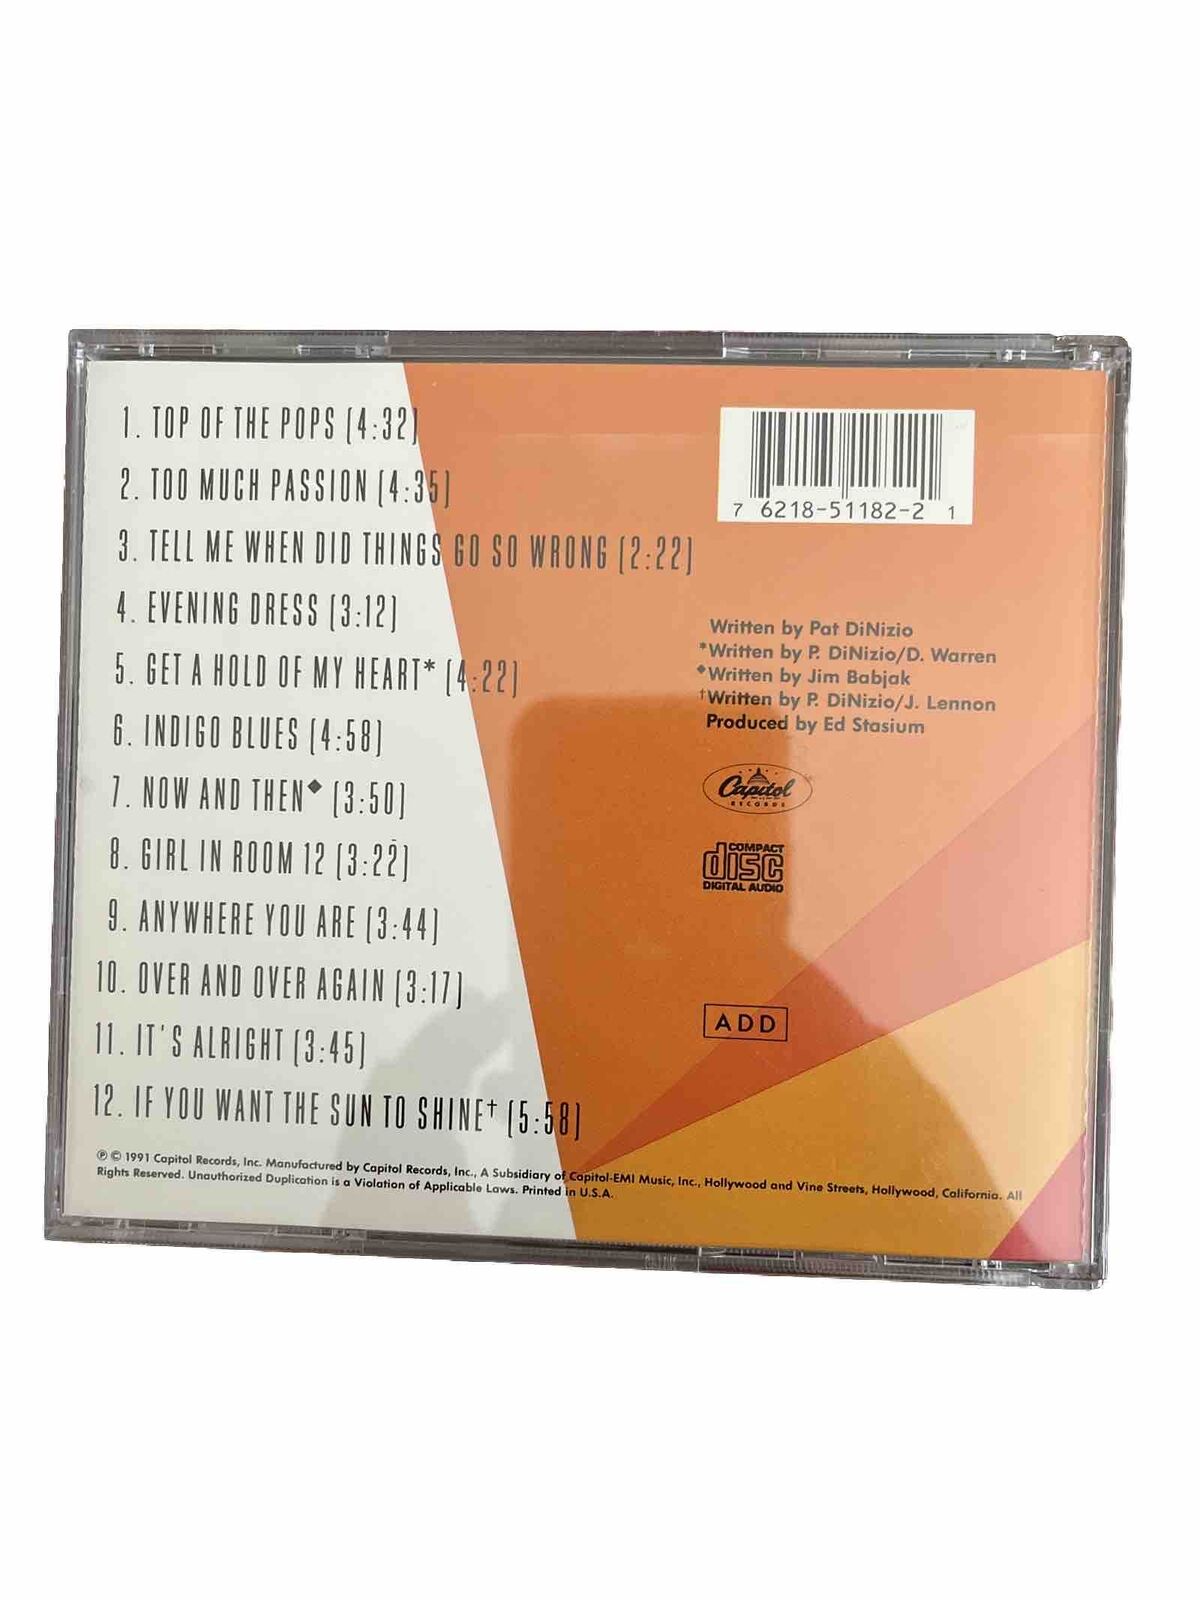 1. TOP OF THE POPS (4:32)
2. TOO MUCH PASSION (4:35)
3. TELL ME WHEN DID THINGS GO SO WRONG (2:22)
4. EVENING DRESS (3:12)
5. GET A HOLD OF MY HEART* (4:22)
6. INDIGO BLUES (4:58)
7. NOW AND THEN◆ (3:50)
8. GIRL IN ROOM 12 (3:22)
9. ANYWHERE YOU ARE (3:44)
10. OVER AND OVER AGAIN (3:17)
11. IT'S ALRIGHT (3:45)
12. IF YOU WANT THE SUN TO SHINE† (5:58)
7 6218-51182-2 1
Written by Pat DiNizio
*Written by P. DiNizio/D. Warren
◆Written by Jim Babjak
†Written by P. DiNizio/J. Lennon
Produced by Ed Stasium
Capitol
RECORDS
COMPACT
disc
DIGITAL AUDIO
ADD
℗ © 1991 Capitol Records, Inc. Manufactured by Capitol Records, Inc., A Subsidiary of Capitol-EMI Music, Inc., Hollywood and Vine Streets, Hollywood, California. All
Rights Reserved. Unauthorized Duplication is a Violation of Applicable Laws. Printed in U.S.A.